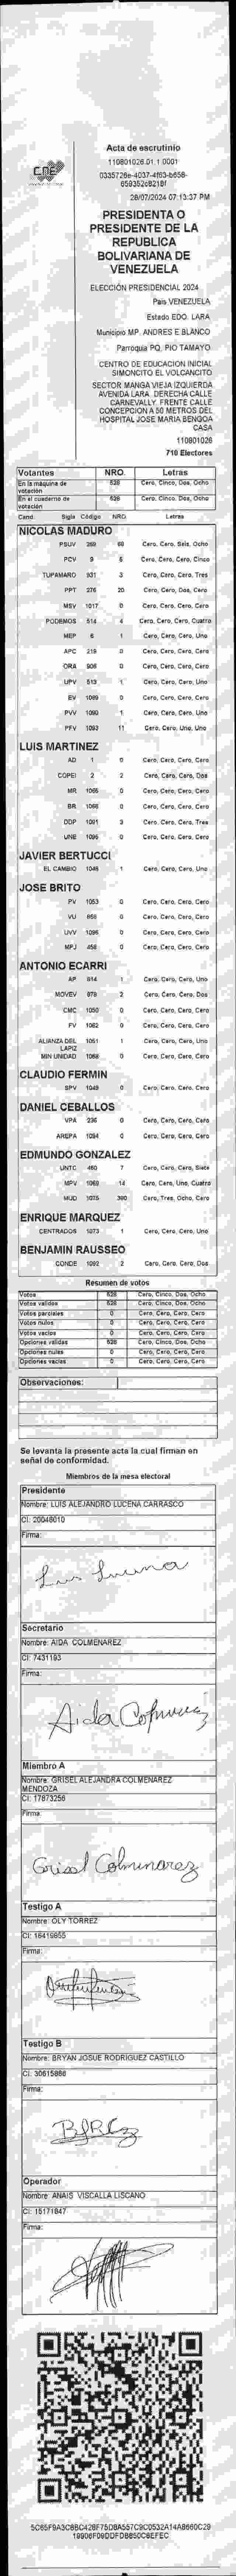 CNE
Acta de escrutinio
110801026.01.1.0001
28/07/2024 07:13:37 PM
PRESIDENTA O
PRESIDENTE DE LA
REPUBLICA
BOLIVARIANA DE
VENEZUELA
ELECCIÓN PRESIDENCIAL 2024
País VENEZUELA
Estado EDO. LARA
Municipio MP. ANDRES E BLANCO
Parroquia PQ. PIO TAMAYO
CENTRO DE EDUCACION INICIAL
SIMONCITO EL VOLCANCITO
SECTOR MANGA VIEJA IZQUIERDA
AVENIDA LARA. DERECHA CALLE
CARNEVALLY. FRENTE CALLE
CONCEPCION A 50 METROS DEL
HOSPITAL JOSE MARIA BENGOA
CASA
110801026
710 Electores
Votantes NRO. Letras
En la máquina de votación 528 Cero, Cinco, Dos, Ocho
En el cuaderno de votación 528 Cero, Cinco, Dos, Ocho
Cand. Sigla Código NRO. Letras
NICOLAS MADURO
PSUV 268 68 Cero, Cero, Seis, Ocho
PCV 9 5 Cero, Cero, Cero, Cinco
TUPAMARO 931 3 Cero, Cero, Cero, Tres
PPT 276 20 Cero, Cero, Dos, Cero
MSV 1017 0 Cero, Cero, Cero, Cero
PODEMOS 514 4 Cero, Cero, Cero, Cuatro
MEP 6 1 Cero, Cero, Cero, Uno
APC 219 0 Cero, Cero, Cero, Cero
ORA 908 0 Cero, Cero, Cero, Cero
UPV 513 1 Cero, Cero, Cero, Uno
EV 1089 0 Cero, Cero, Cero, Cero
PVV 1090 1 Cero, Cero, Cero, Uno
PFV 1093 11 Cero, Cero, Uno, Uno
LUIS MARTINEZ
AD 1 0 Cero, Cero, Cero, Cero
COPEI 2 2 Cero, Cero, Cero, Dos
MR 1065 0 Cero, Cero, Cero, Cero
BR 1066 0 Cero, Cero, Cero, Cero
DDP 1091 3 Cero, Cero, Cero, Tres
UNE 1096 0 Cero, Cero, Cero, Cero
JAVIER BERTUCCI
EL CAMBIO 1048 1 Cero, Cero, Cero, Uno
JOSE BRITO
PV 1053 0 Cero, Cero, Cero, Cero
VU 868 0 Cero, Cero, Cero, Cero
UVV 1095 0 Cero, Cero, Cero, Cero
MPJ 458 0 Cero, Cero, Cero, Cero
ANTONIO ECARRI
AP 814 1 Cero, Cero, Cero, Uno
MOVEV 979 2 Cero, Cero, Cero, Dos
CMC 1050 0 Cero, Cero, Cero, Cero
FV 1062 0 Cero, Cero, Cero, Cero
ALIANZA DEL LAPIZ 1051 1 Cero, Cero, Cero, Uno
MIN UNIDAD 1068 0 Cero, Cero, Cero, Cero
CLAUDIO FERMIN
SPV 1049 0 Cero, Cero, Cero, Cero
DANIEL CEBALLOS
VPA 236 0 Cero, Cero, Cero, Cero
AREPA 1094 0 Cero, Cero, Cero, Cero
EDMUNDO GONZALEZ
UNTC 460 7 Cero, Cero, Cero, Siete
MPV 1069 14 Cero, Cero, Uno, Cuatro
MUD 1075 380 Cero, Tres, Ocho, Cero
ENRIQUE MARQUEZ
CENTRADOS 1073 1 Cero, Cero, Cero, Uno
BENJAMIN RAUSSEO
CONDE 1092 2 Cero, Cero, Cero, Dos
Resumen de votos
Votos 528 Cero, Cinco, Dos, Ocho
Votos validos 528 Cero, Cinco, Dos, Ocho
Votos parciales 0 Cero, Cero, Cero, Cero
Votos nulos 0 Cero, Cero, Cero, Cero
Votos vacios 0 Cero, Cero, Cero, Cero
Opciones validas 528 Cero, Cinco, Dos, Ocho
Opciones nulas 0 Cero, Cero, Cero, Cero
Opciones vacias 0 Cero, Cero, Cero, Cero
Observaciones:
Se levanta la presente acta la cual firman en
señal de conformidad.
Miembros de la mesa electoral
Presidente
Nombre: LUIS ALEJANDRO LUCENA CARRASCO
CI: 20048010
Firma:
Luis Lucena
Secretario
Nombre: AIDA COLMENAREZ
CI: 7431193
Firma:
Aida Colmenarez
Miembro A
Nombre: GRISEL ALEJANDRA COLMENAREZ
MENDOZA
CI: 17873256
Firma:
Grisel Colmenarez
Testigo A
Nombre: OLY TORREZ
CI: 16419855
Firma:
Testigo B
Nombre: BRYAN JOSUE RODRIGUEZ CASTILLO
CI: 30615886
Firma:
Operador
Nombre: ANAIS VISCALLA LISCANO
CI: 15171847
Firma: